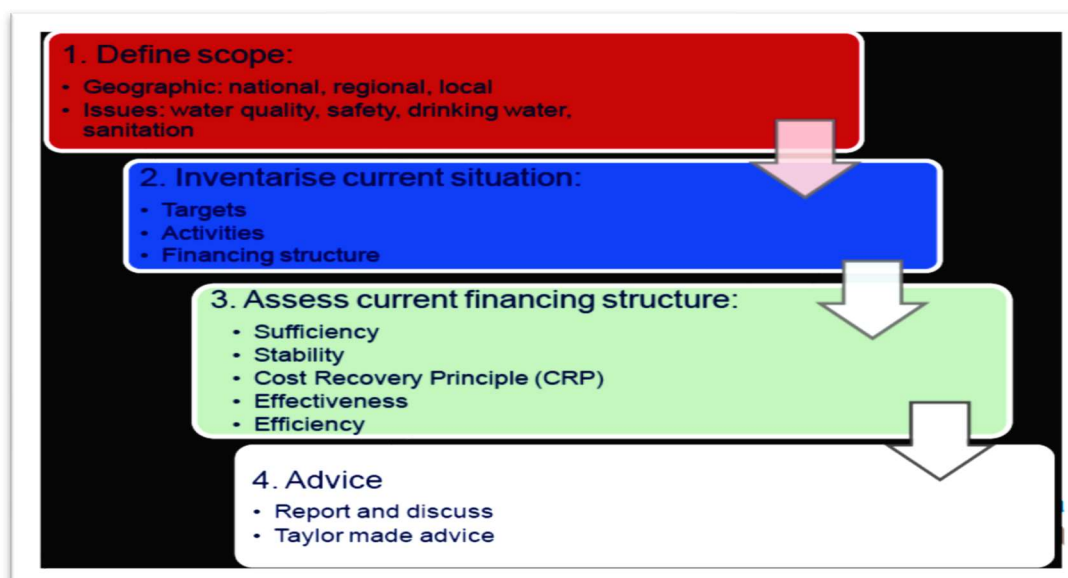 1. Define scope:
• Geographic: national, regional, local
• Issues: water quality, safety, drinking water,
sanitation
2. Inventarise current situation:
• Targets
• Activities
• Financing structure
3. Assess current financing structure:
• Sufficiency
• Stability
• Cost Recovery Principle (CRP)
• Effectiveness
• Efficiency
4. Advice
• Report and discuss
• Taylor made advice